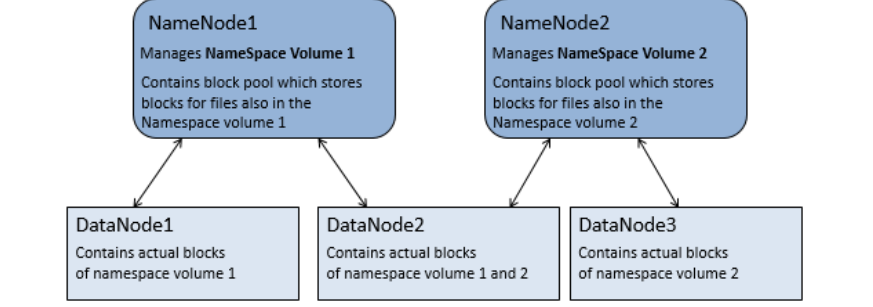 NameNode1
Manages NameSpace Volume 1
Contains block pool which stores
blocks for files also in the
Namespace volume 1
NameNode2
Manages NameSpace Volume 2
Contains block pool which stores
blocks for files also in the
Namespace volume 2
DataNode1
Contains actual blocks
of namespace volume 1
DataNode2
Contains actual blocks
of namespace volume 1 and 2
DataNode3
Contains actual blocks
of namespace volume 2